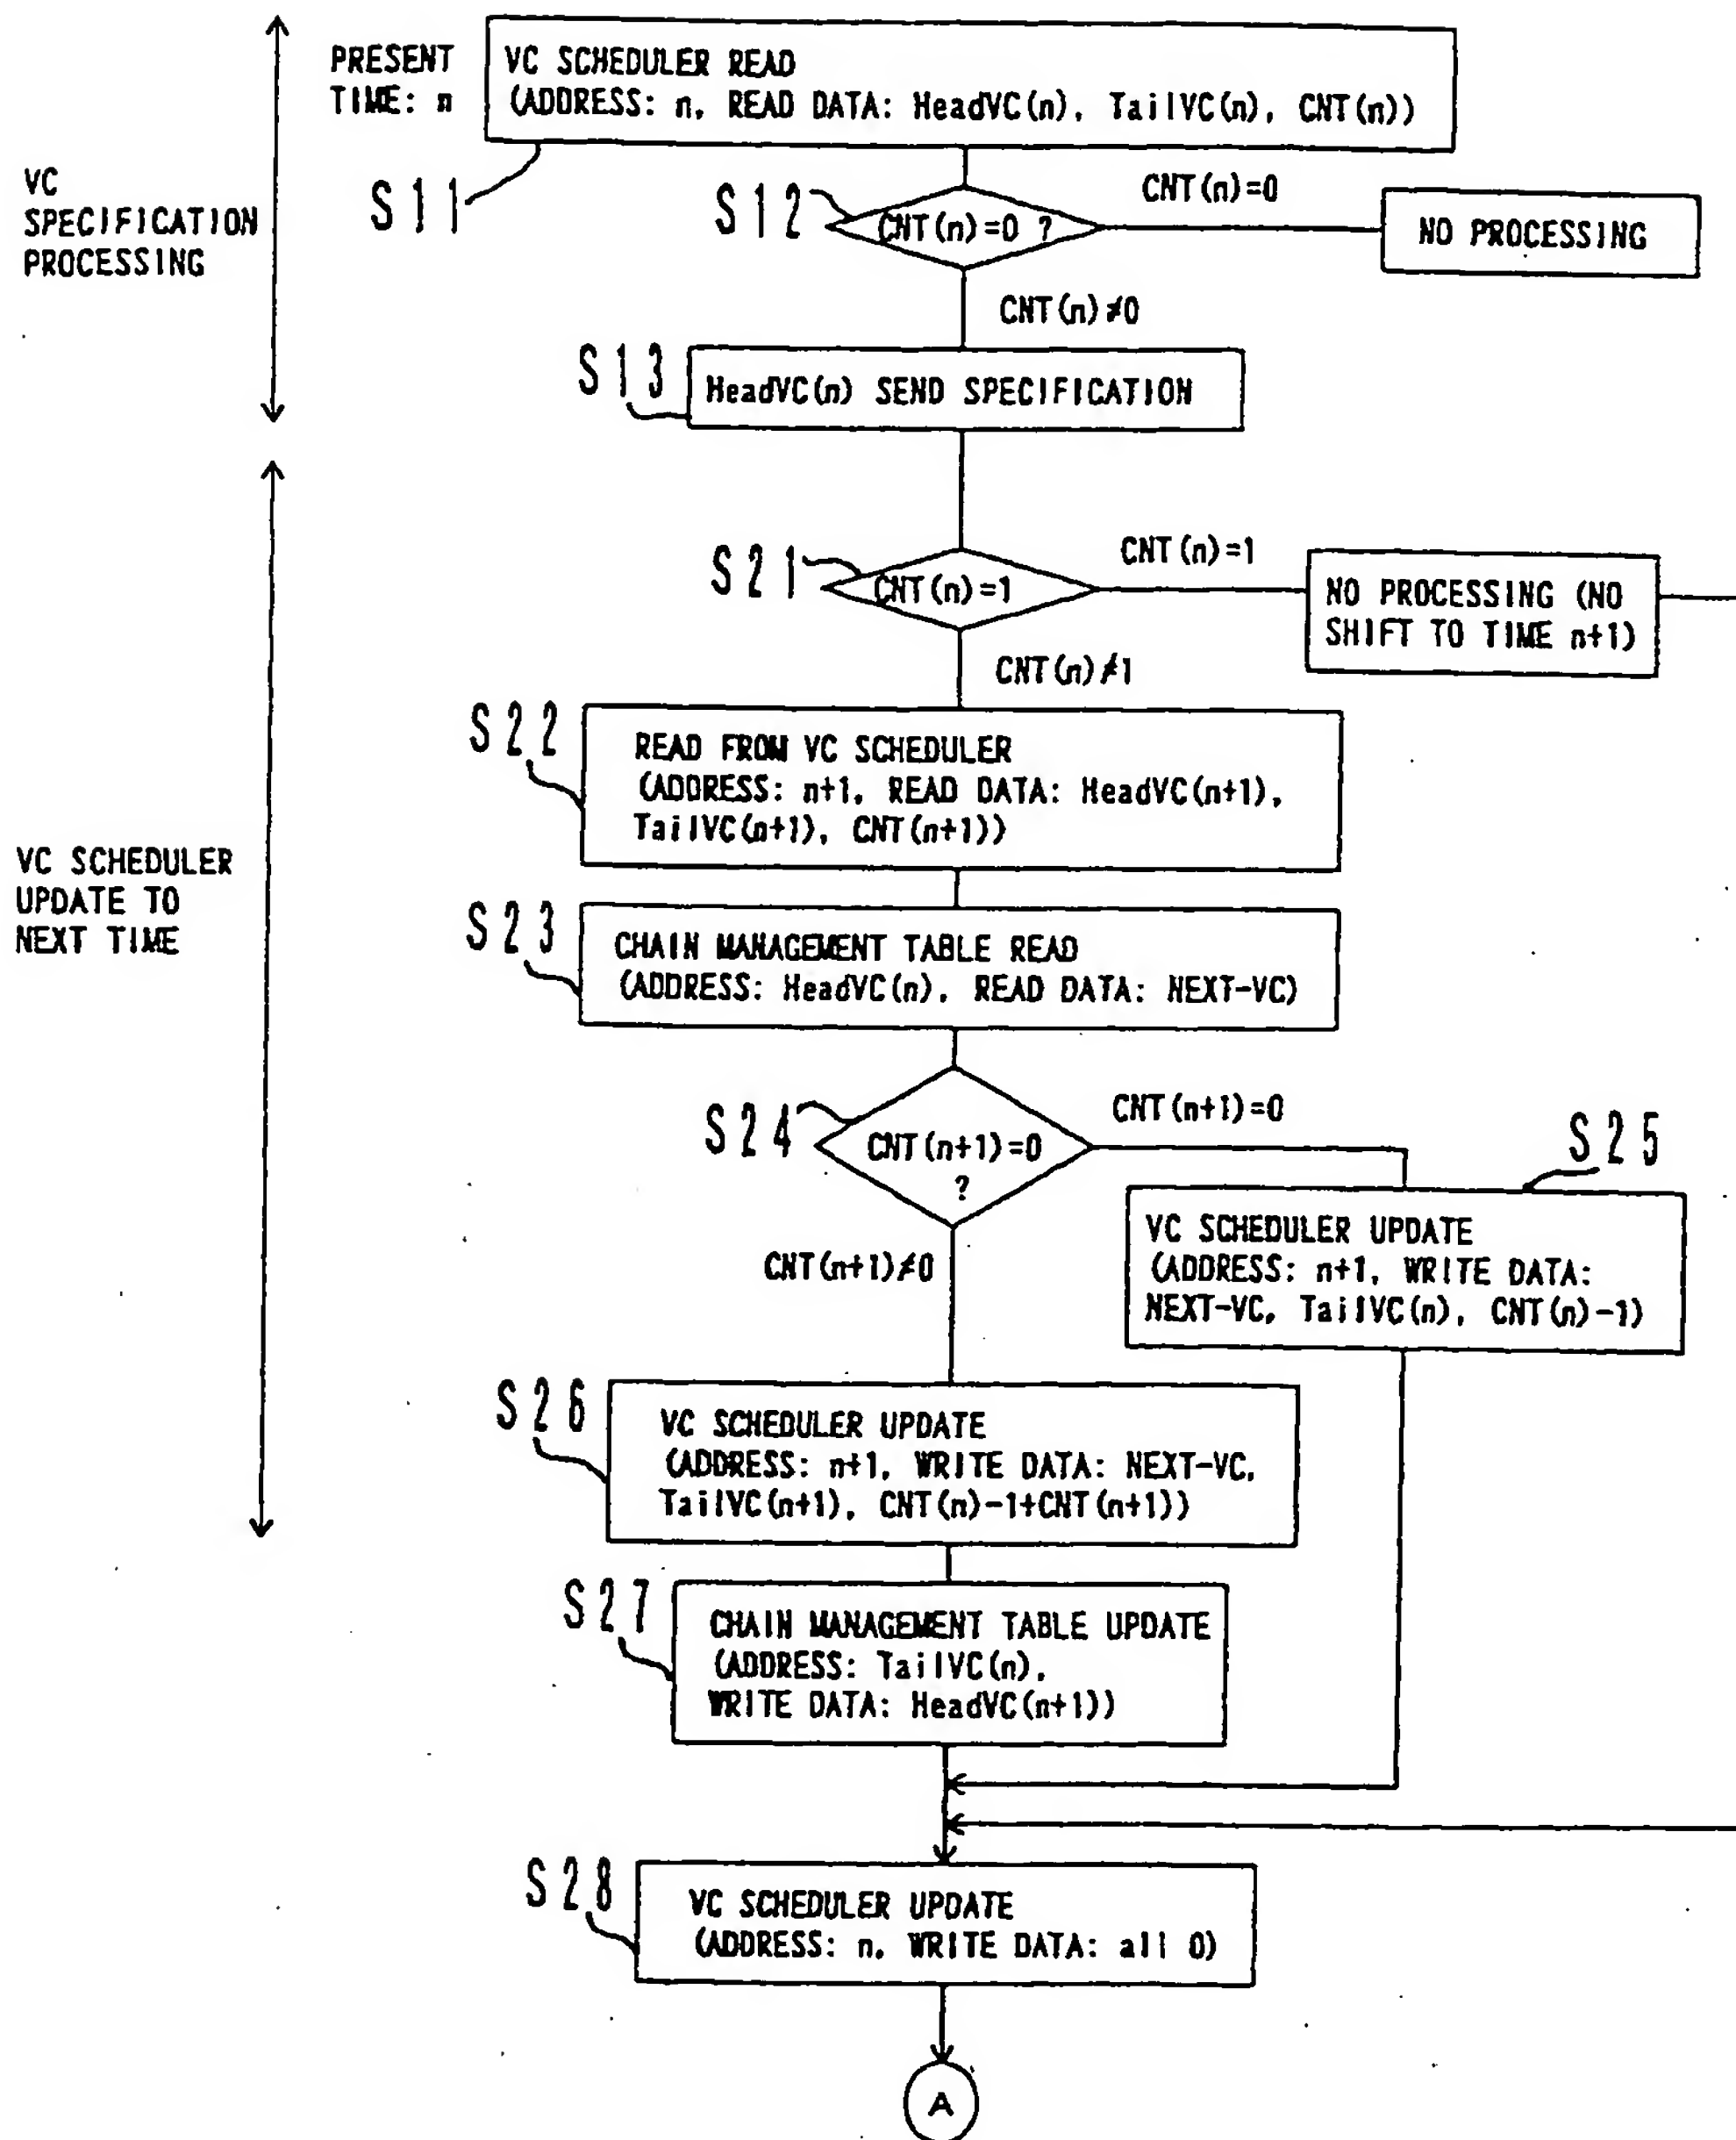 PRESENT
TIME: n
VC SCHEDULER READ
(ADDRESS: n, READ DATA: HeadVC(n), TailVC(n), CNT(n))
VC
SPECIFICATION
PROCESSING
S11
S12
CNT(n)=0 ?
CNT(n)=0
NO PROCESSING
CNT(n)≠0
S13
HeadVC(n) SEND SPECIFICATION
S21
CNT(n)=1
CNT(n)=1
NO PROCESSING (NO
SHIFT TO TIME n+1)
CNT(n)≠1
S22
READ FROM VC SCHEDULER
(ADDRESS: n+1, READ DATA: HeadVC(n+1),
TailVC(n+1), CNT(n+1))
VC SCHEDULER
UPDATE TO
NEXT TIME
S23
CHAIN MANAGEMENT TABLE READ
(ADDRESS: HeadVC(n), READ DATA: NEXT-VC)
S24
CNT(n+1)=0
?
CNT(n+1)=0
S25
VC SCHEDULER UPDATE
(ADDRESS: n+1, WRITE DATA:
NEXT-VC, TailVC(n), CNT(n)-1)
CNT(n+1)≠0
S26
VC SCHEDULER UPDATE
(ADDRESS: n+1, WRITE DATA: NEXT-VC,
TailVC(n+1), CNT(n)-1+CNT(n+1))
S27
CHAIN MANAGEMENT TABLE UPDATE
(ADDRESS: TailVC(n),
WRITE DATA: HeadVC(n+1))
S28
VC SCHEDULER UPDATE
(ADDRESS: n, WRITE DATA: all 0)
A